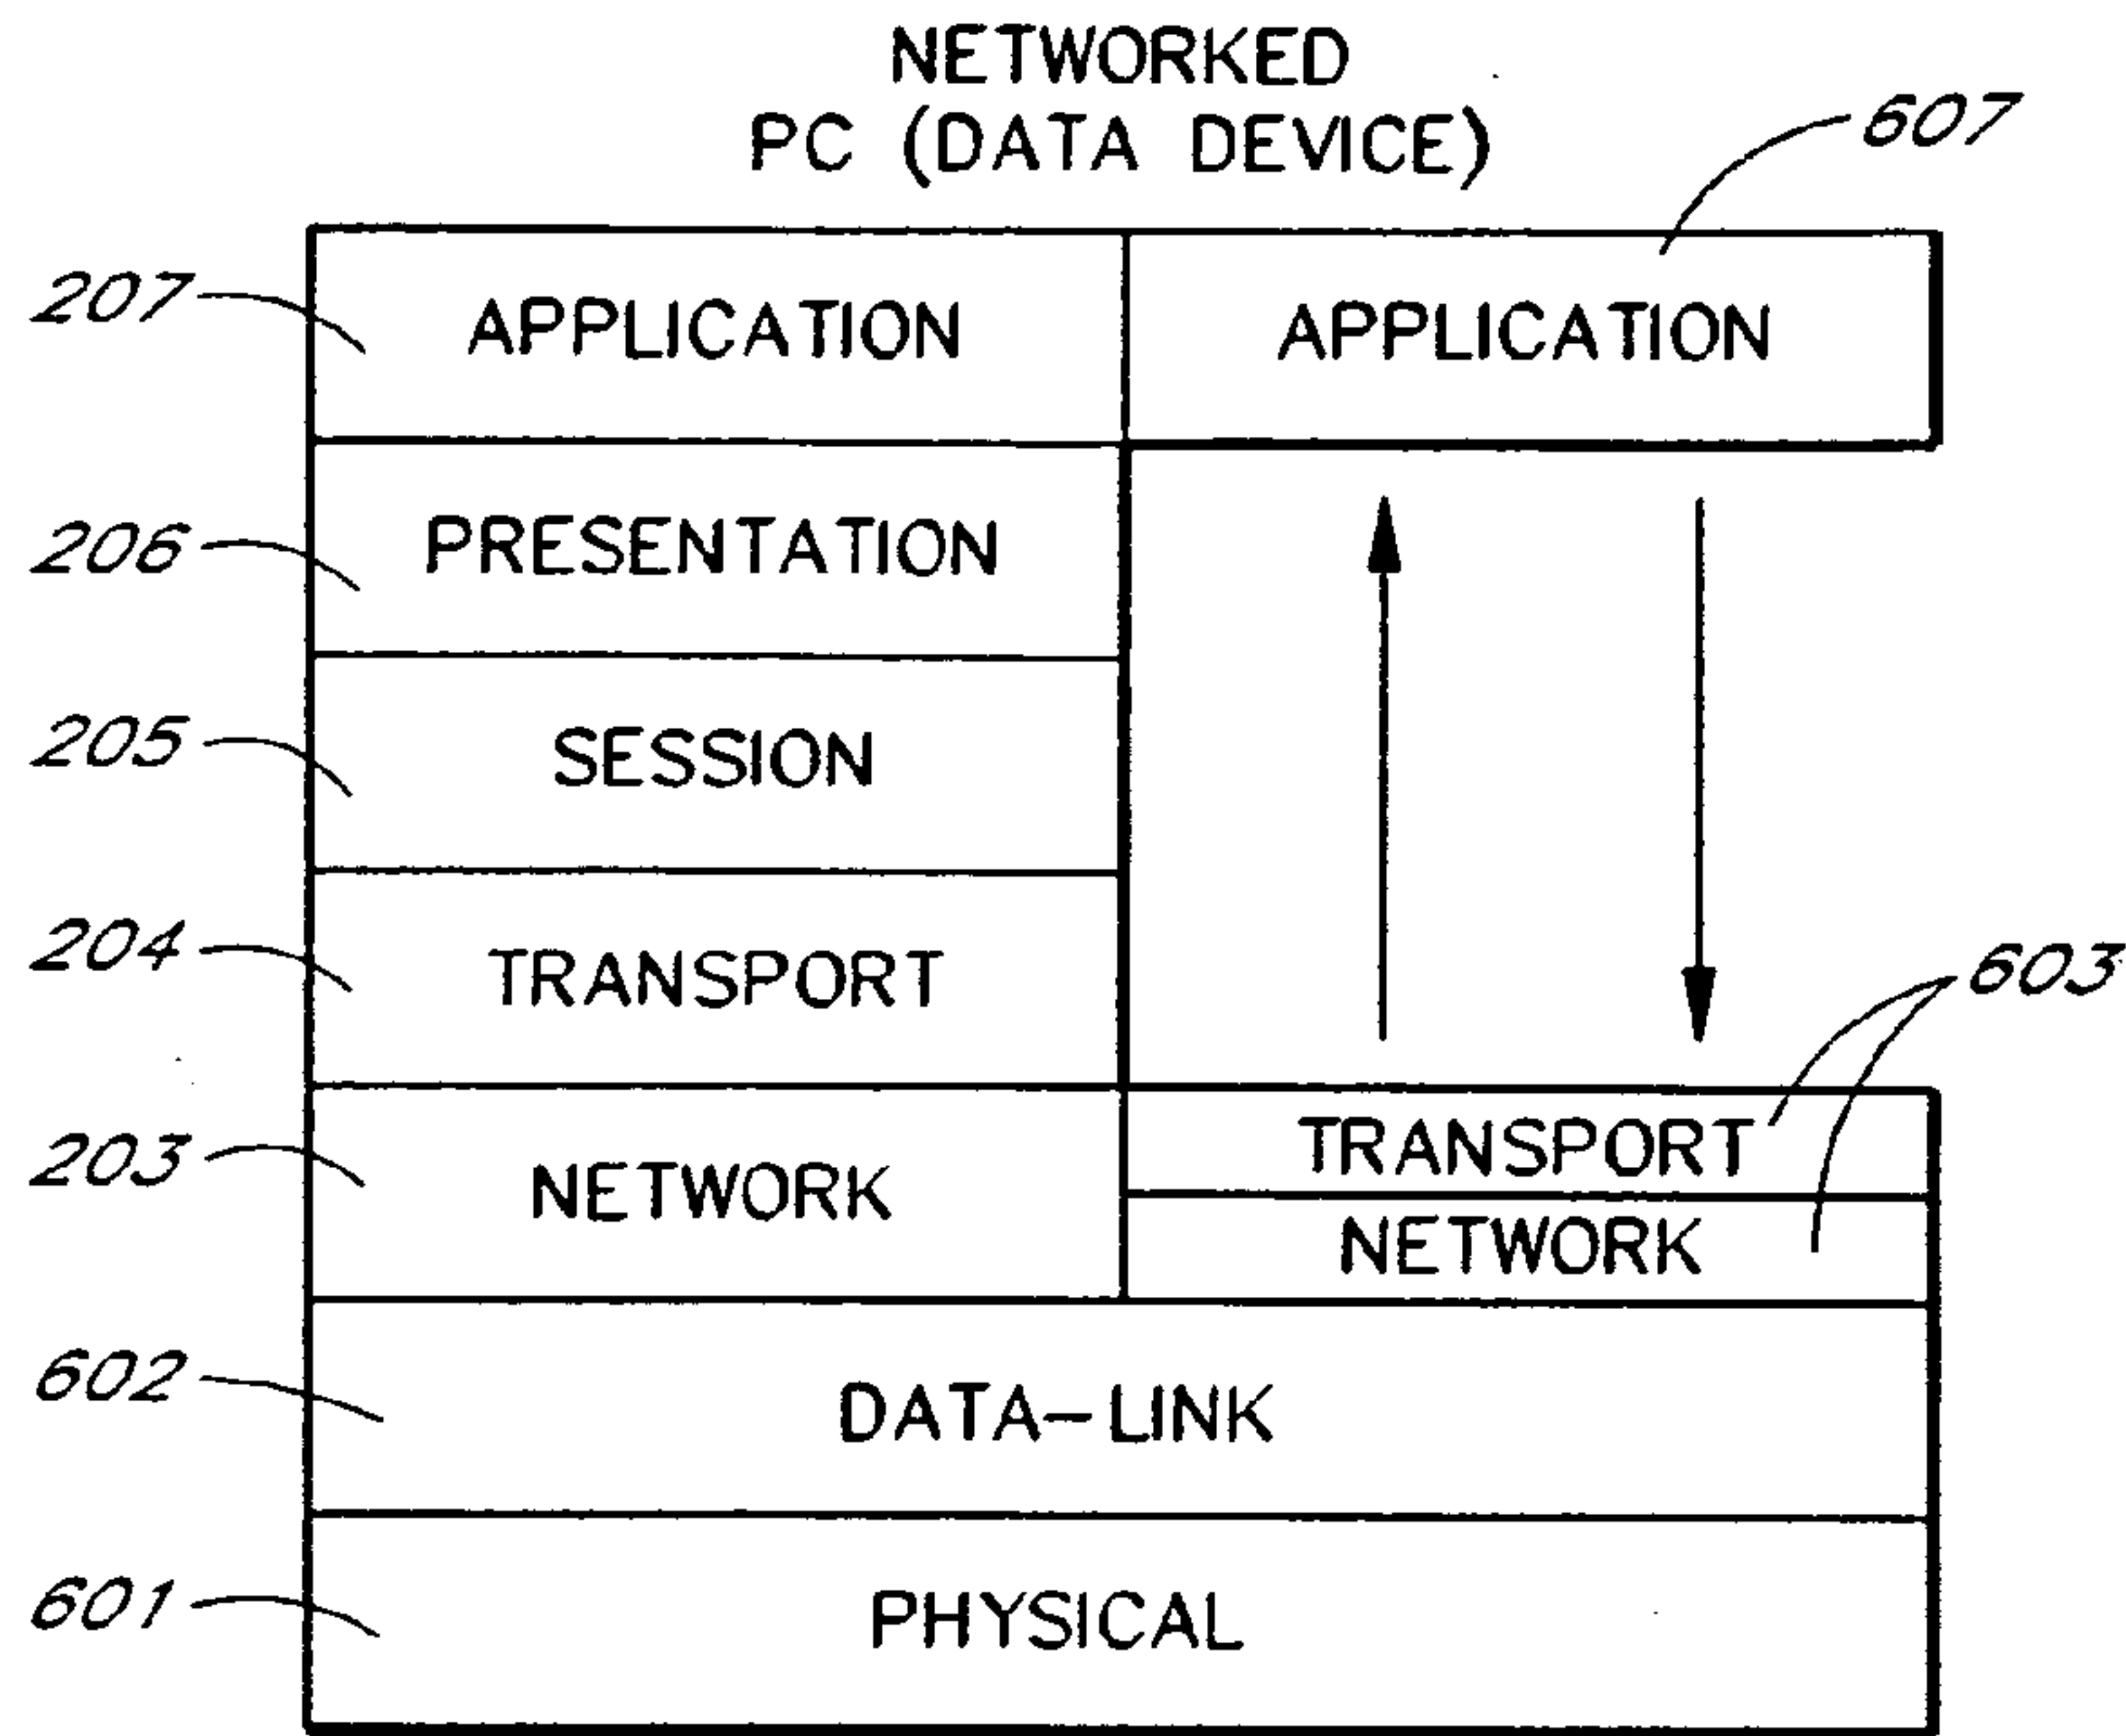 NETWORKED
PC (DATA DEVICE)
607
207
APPLICATION
APPLICATION
206
PRESENTATION
205
SESSION
204
TRANSPORT
603
203
NETWORK
TRANSPORT
NETWORK
602
DATA-LINK
601
PHYSICAL